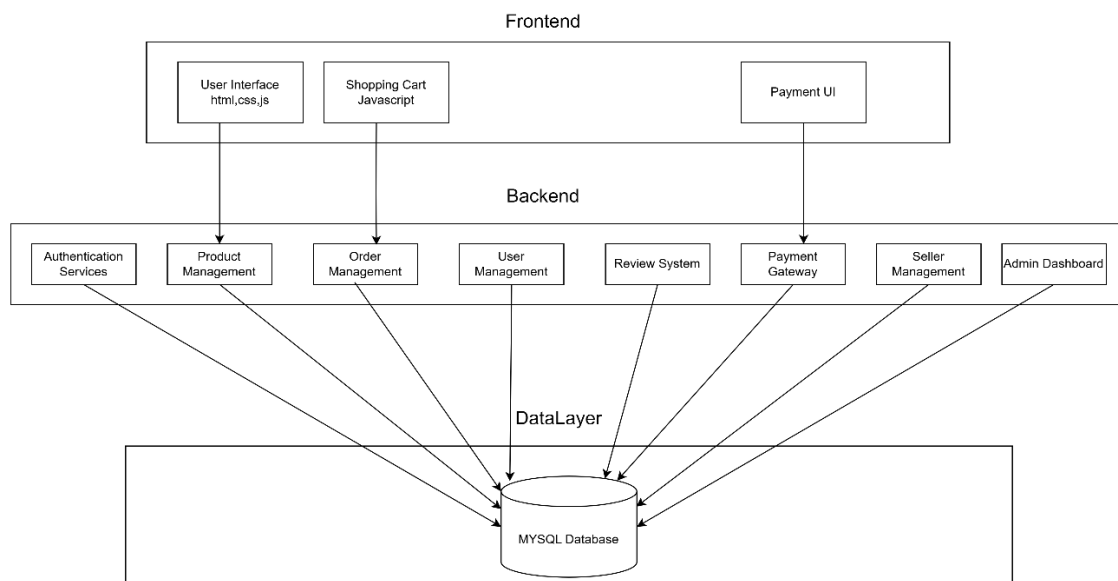 Frontend
User Interface
html,css,js
Shopping Cart
Javascript
Payment UI
Backend
Authentication
Services
Product
Management
Order
Management
User
Management
Review System
Payment
Gateway
Seller
Management
Admin Dashboard
DataLayer
MYSQL Database